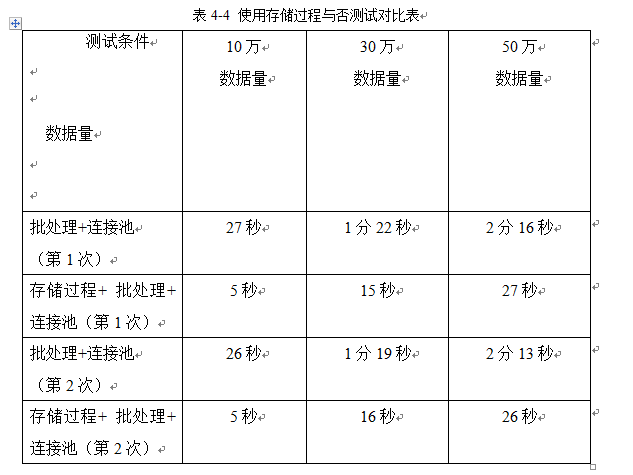 表 4-4 使用存储过程与否测试对比表
测试条件
数据量
10 万
数据量
30 万
数据量
50 万
数据量
批处理+连接池
（第 1 次）
27 秒
1 分 22 秒
2 分 16 秒
存储过程+ 批处理+
连接池（第 1 次）
5 秒
15 秒
27 秒
批处理+连接池
（第 2 次）
26 秒
1 分 19 秒
2 分 13 秒
存储过程+ 批处理+
连接池（第 2 次）
5 秒
16 秒
26 秒